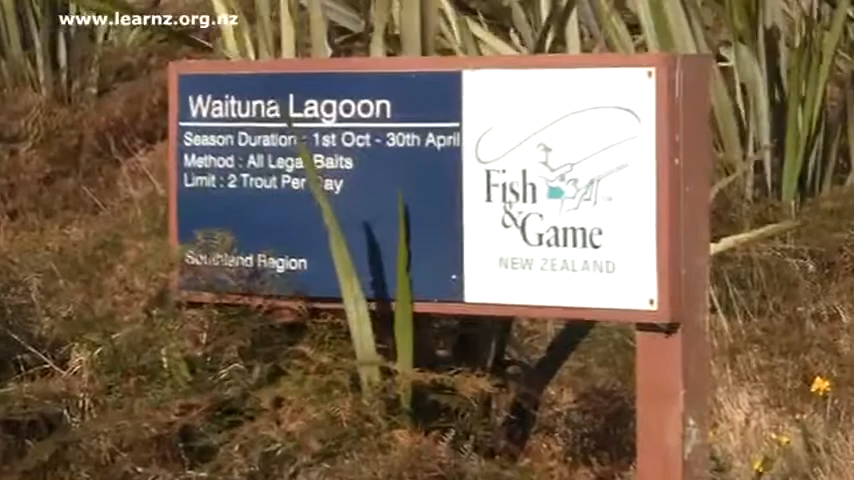 www.learnz.org.nz
Waituna Lagoon
Season Duration : 1st Oct - 30th April
Method : All Legal Baits
Limit : 2 Trout Per Day
Southland Region
Fish
& Game
NEW ZEALAND